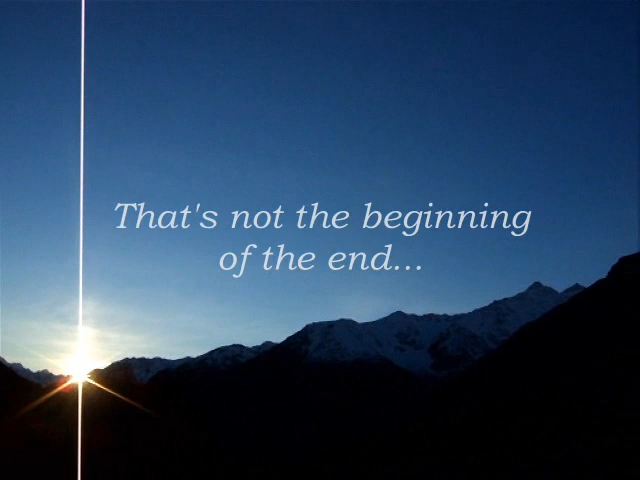 That's not the beginning
of the end...